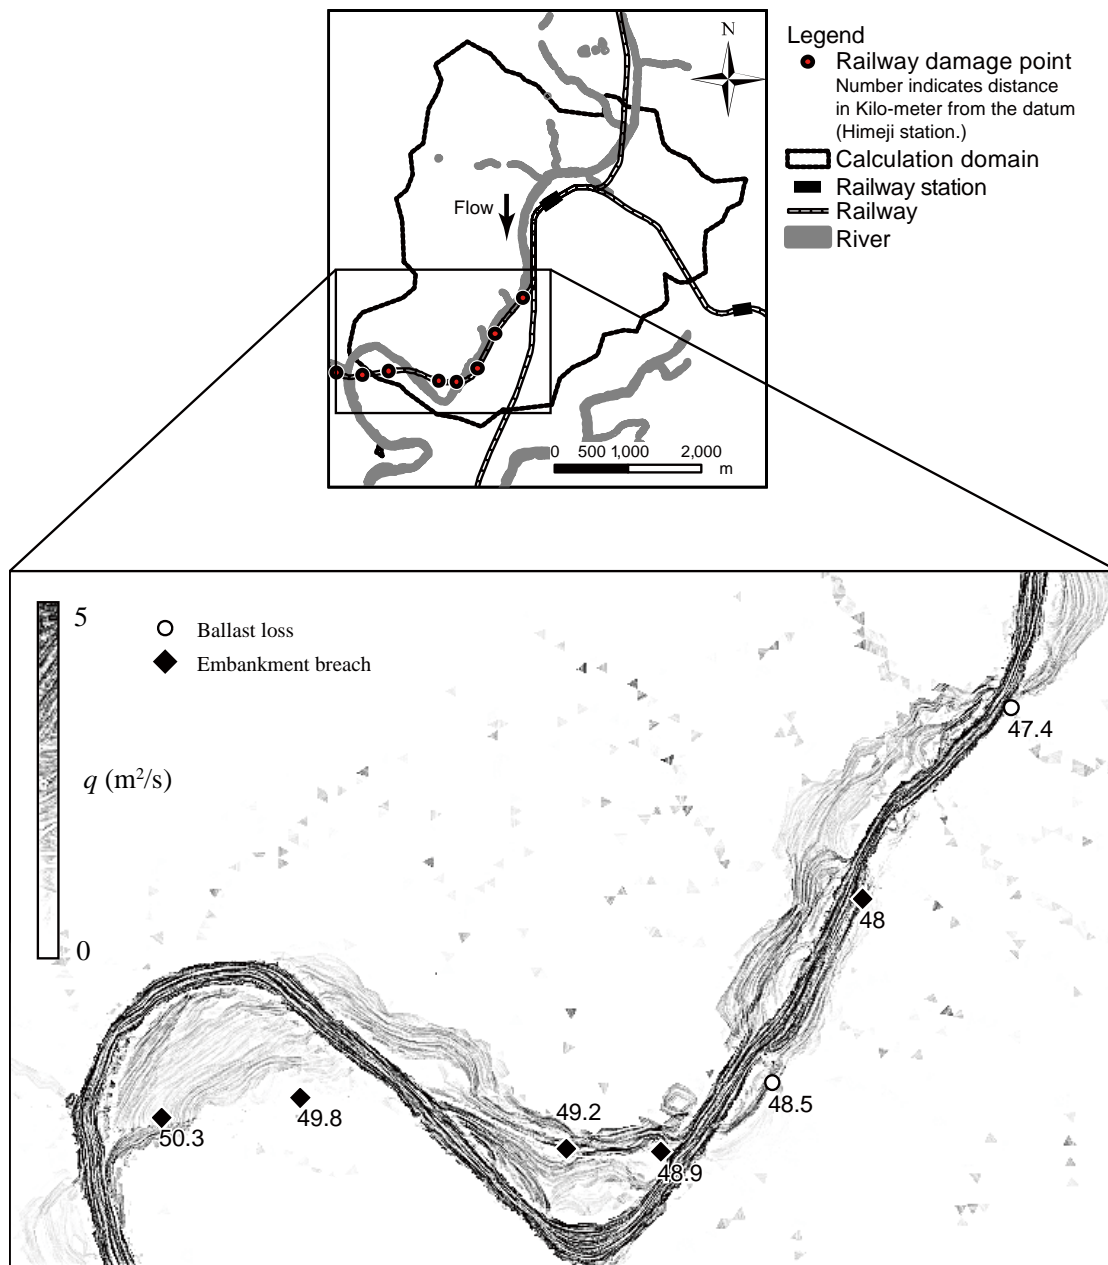 N
Legend
Railway damage point
Number indicates distance
in Kilo-meter from the datum
(Himeji station.)
Calculation domain
Railway station
Railway
River
Flow
0 500 1,000 2,000
m
5
Ballast loss
Embankment breach
q (m²/s)
0
47.4
48
48.5
49.2
48.9
49.8
50.3